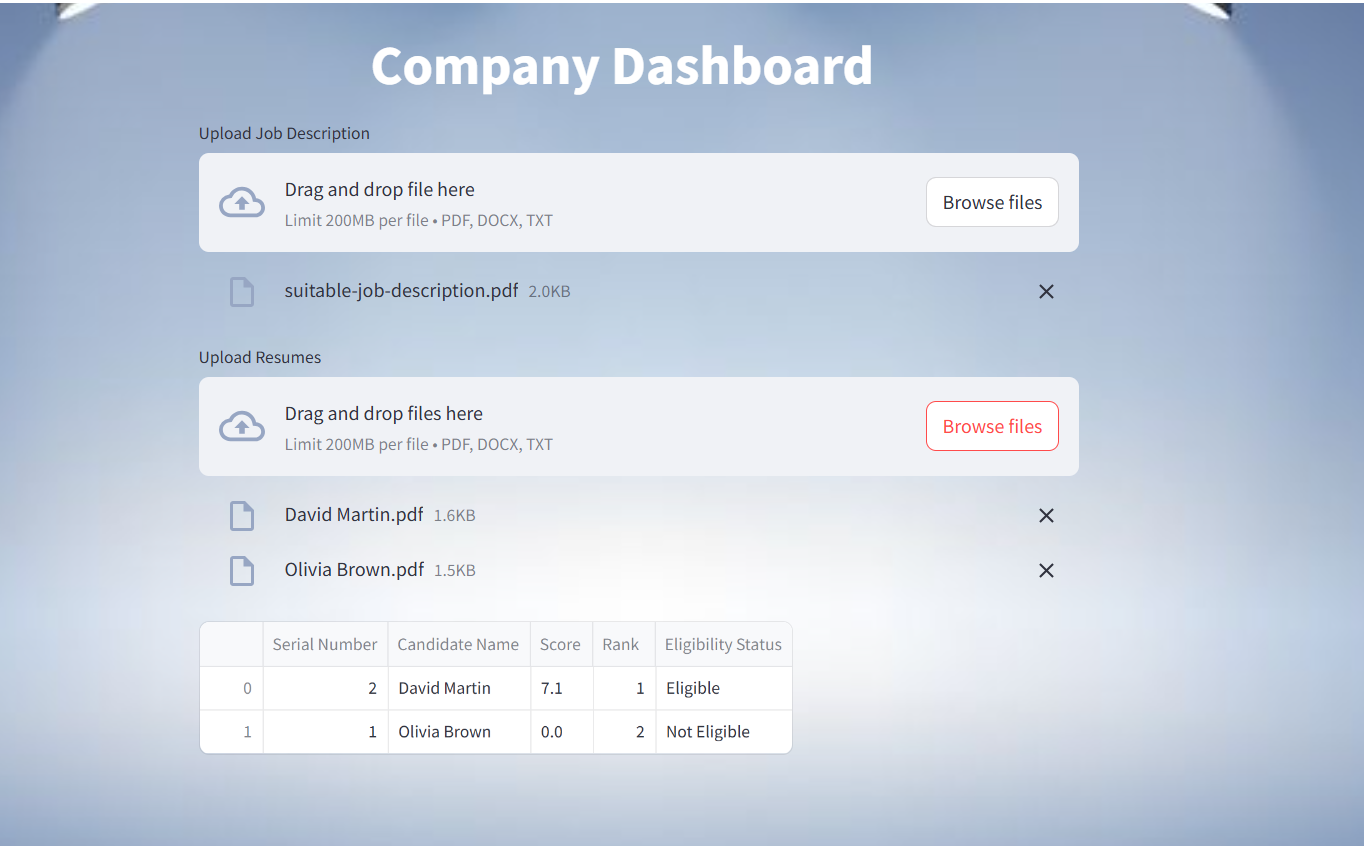 Company Dashboard
Upload Job Description
Drag and drop file here
Limit 200MB per file • PDF, DOCX, TXT
Browse files
suitable-job-description.pdf 2.0KB
Upload Resumes
Drag and drop files here
Limit 200MB per file • PDF, DOCX, TXT
Browse files
David Martin.pdf 1.6KB
Olivia Brown.pdf 1.5KB
Serial Number Candidate Name Score Rank Eligibility Status
0 2 David Martin 7.1 1 Eligible
1 1 Olivia Brown 0.0 2 Not Eligible